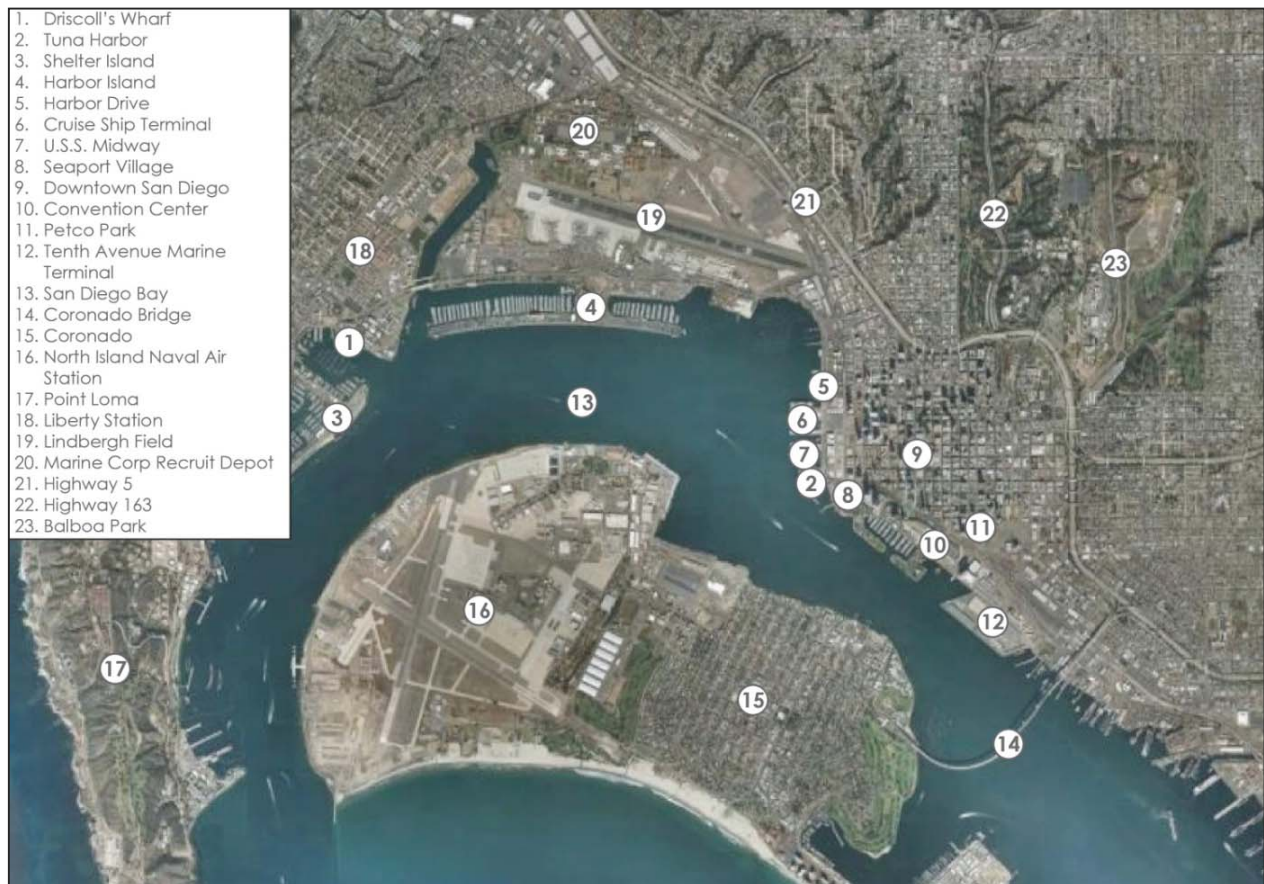 1. Driscoll's Wharf
2. Tuna Harbor
3. Shelter Island
4. Harbor Island
5. Harbor Drive
6. Cruise Ship Terminal
7. U.S.S. Midway
8. Seaport Village
9. Downtown San Diego
10. Convention Center
11. Petco Park
12. Tenth Avenue Marine
Terminal
13. San Diego Bay
14. Coronado Bridge
15. Coronado
16. North Island Naval Air
Station
17. Point Loma
18. Liberty Station
19. Lindbergh Field
20. Marine Corp Recruit Depot
21. Highway 5
22. Highway 163
23. Balboa Park
20
21
22
19
18
23
4
1
5
13
3
6
7
9
2
8
11
10
16
12
17
15
14